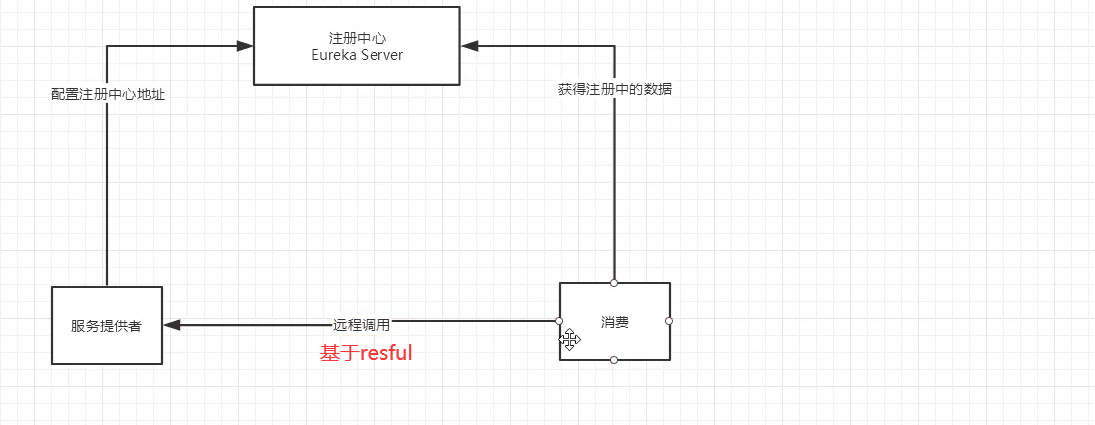 注册中心
Eureka Server
配置注册中心地址
获得注册中的数据
服务提供者
远程调用
消费
基于resful